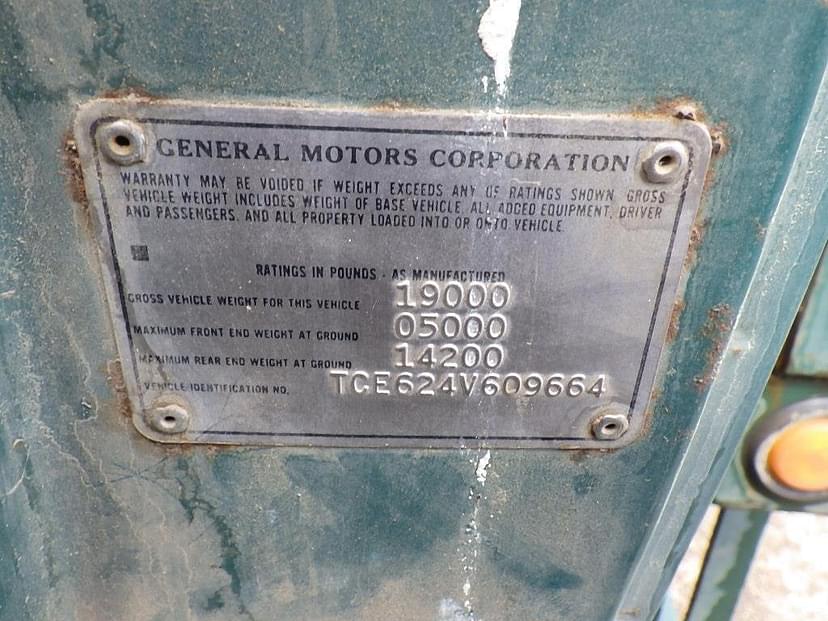 GENERAL MOTORS CORPORATION
WARRANTY MAY BE VOIDED IF WEIGHT EXCEEDS ANY OF RATINGS SHOWN GROSS
VEHICLE WEIGHT INCLUDES WEIGHT OF BASE VEHICLE, ALL ADDED EQUIPMENT, DRIVER
AND PASSENGERS, AND ALL PROPERTY LOADED INTO OR ONTO VEHICLE.
RATINGS IN POUNDS - AS MANUFACTURED
GROSS VEHICLE WEIGHT FOR THIS VEHICLE 19000
MAXIMUM FRONT END WEIGHT AT GROUND 05000
MAXIMUM REAR END WEIGHT AT GROUND 14200
VEHICLE IDENTIFICATION NO. TCE624V609664